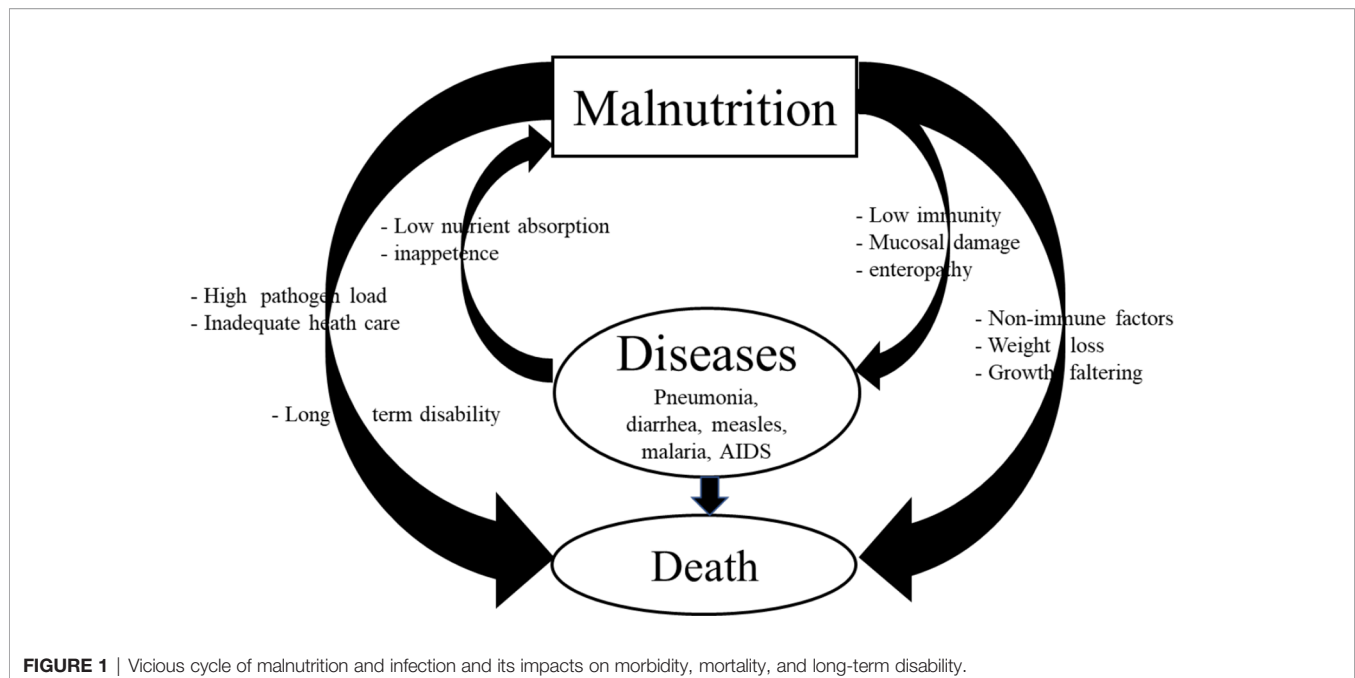 Malnutrition
- Low nutrient absorption
- inappetence
- Low immunity
- Mucosal damage
- enteropathy
- High pathogen load
- Inadequate heath care
- Non-immune factors
- Weight loss
- Growth faltering
- Long term disability
Diseases
Pneumonia,
diarrhea, measles,
malaria, AIDS
Death
FIGURE 1 | Vicious cycle of malnutrition and infection and its impacts on morbidity, mortality, and long-term disability.